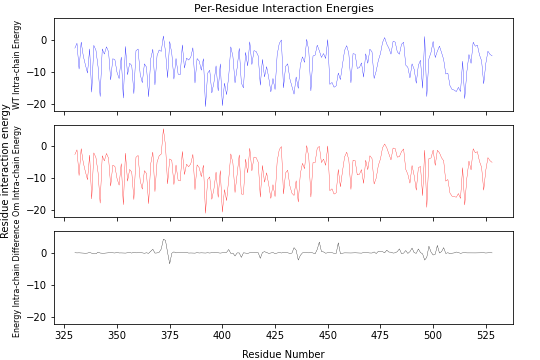 Per-Residue Interaction Energies
Residue interaction energy
WT Intra-chain Energy
0
−10
−20
Om Intra-chain Energy
0
−10
−20
Energy Intra-chain Difference
0
−10
−20
325 350 375 400 425 450 475 500 525
Residue Number